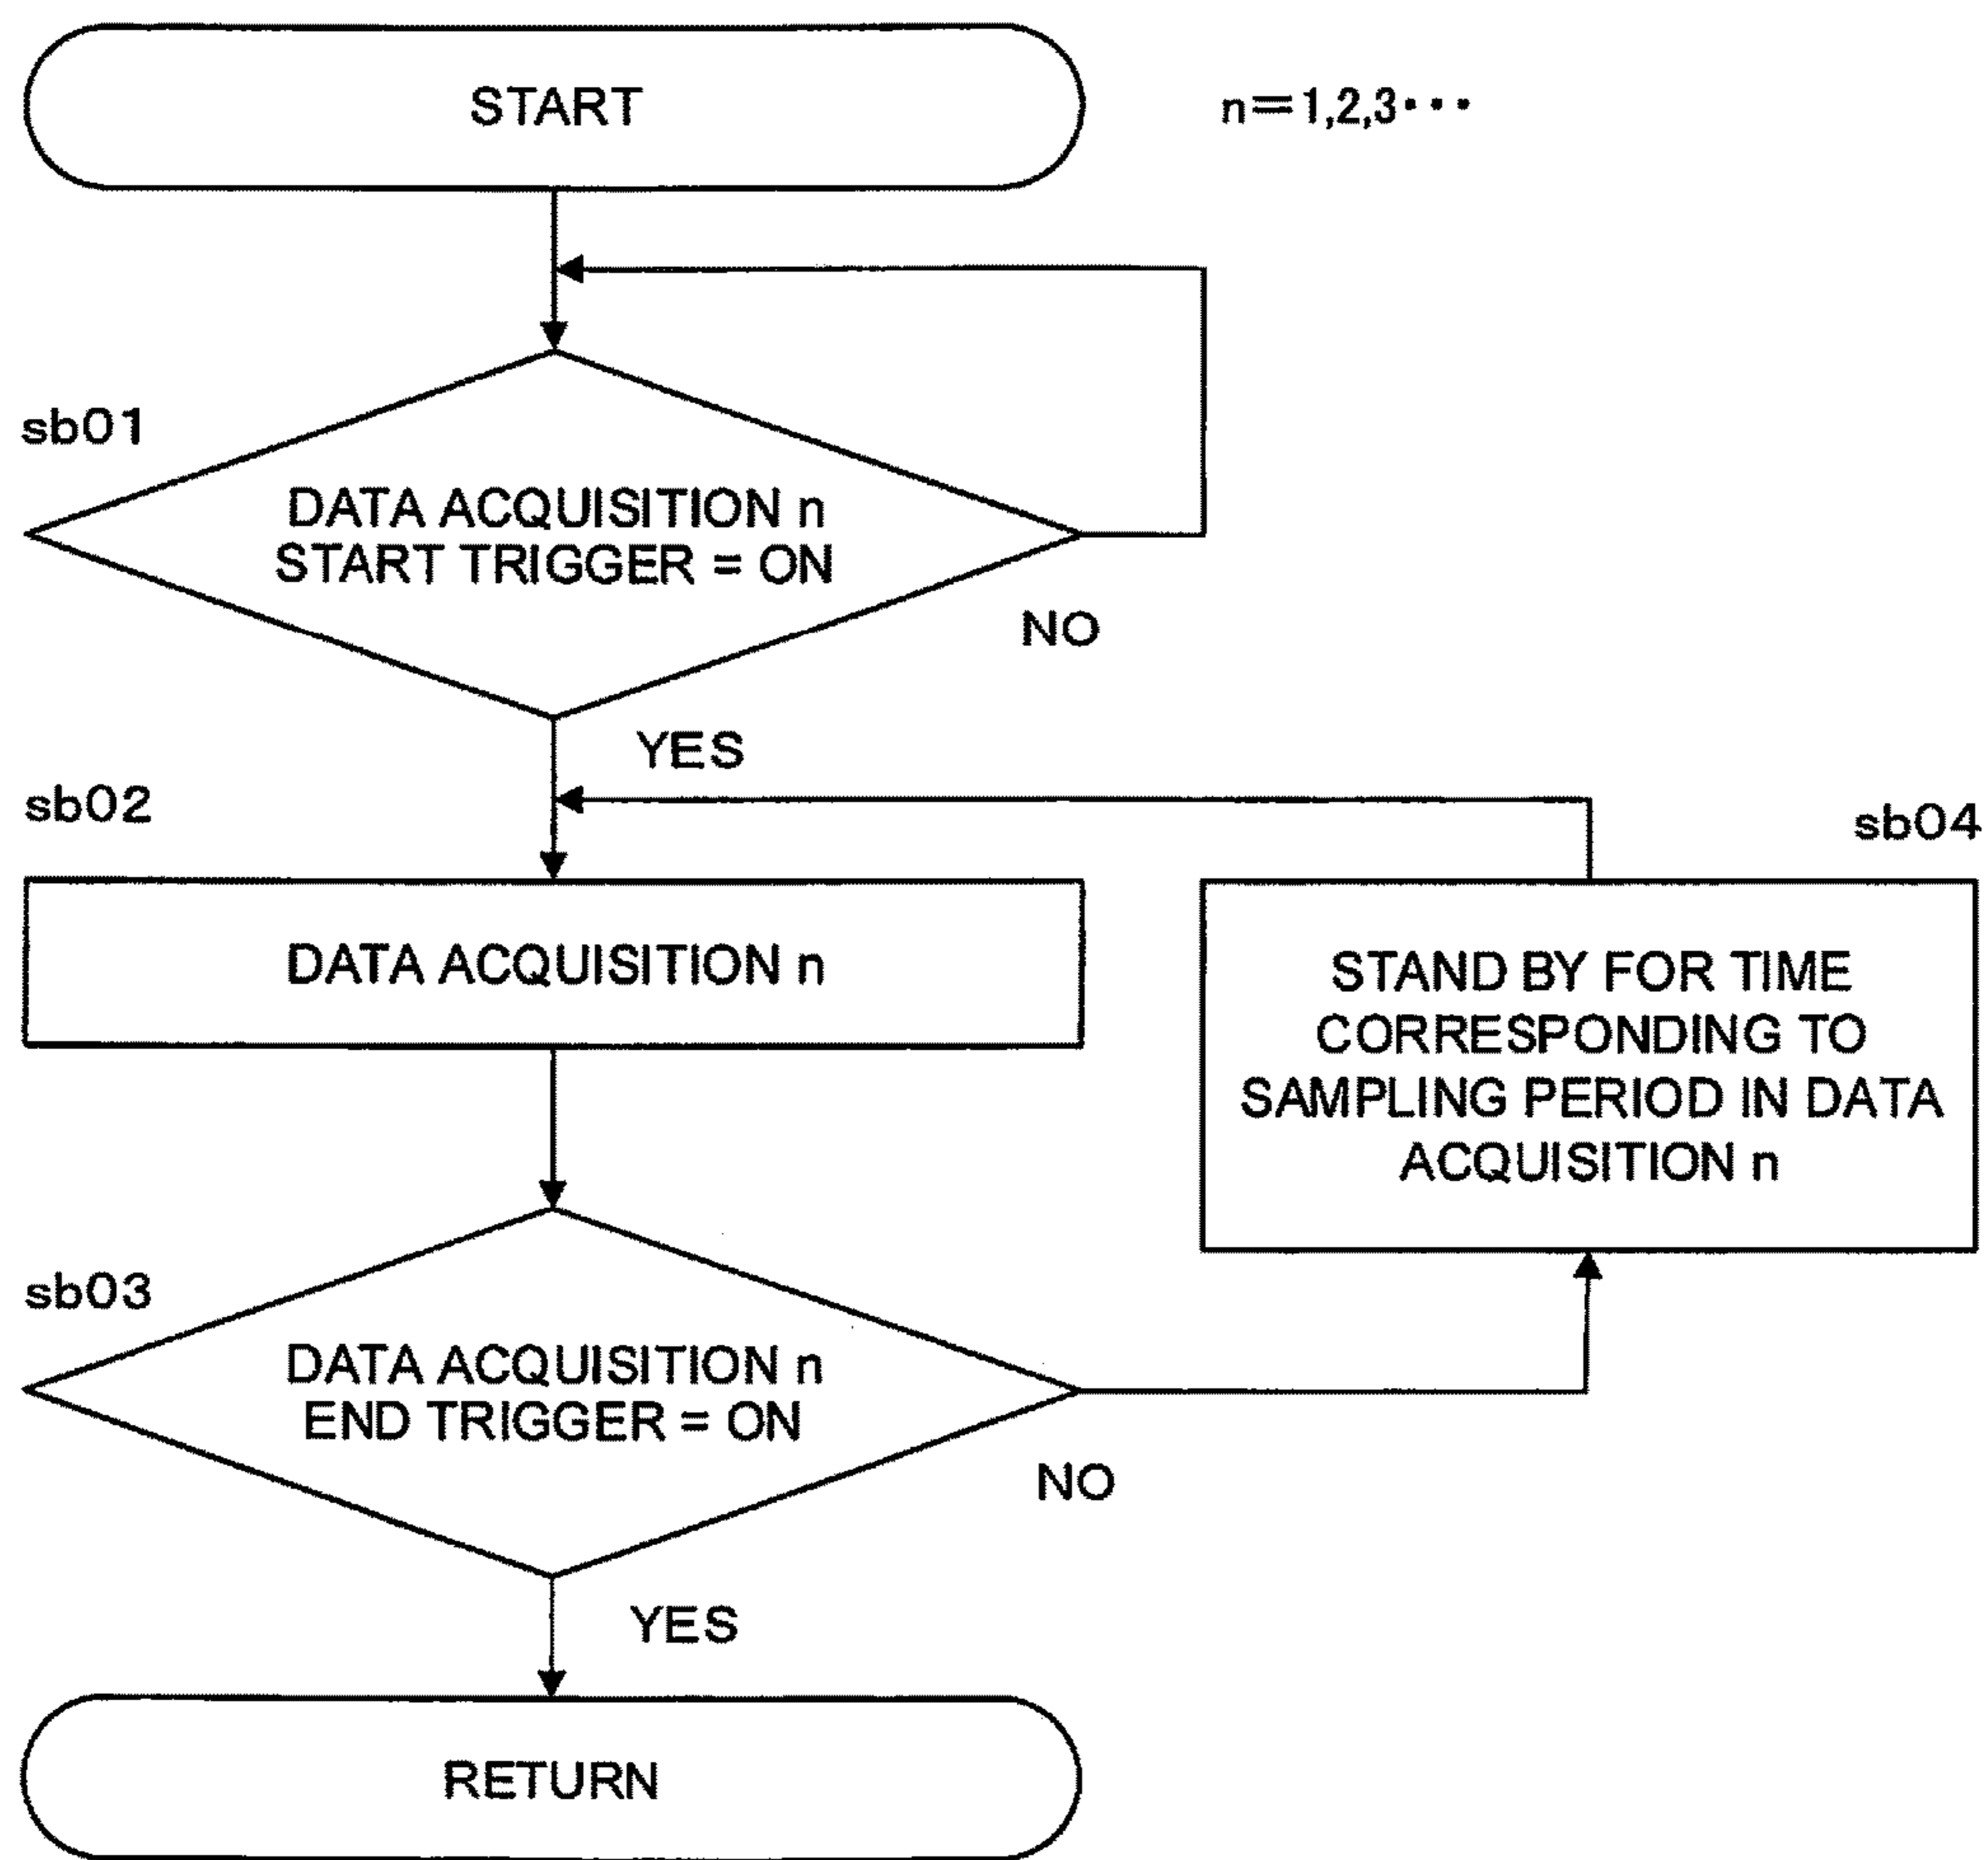 START
n=1,2,3･･･
sb01
DATA ACQUISITION n
START TRIGGER = ON
NO
YES
sb02
sb04
DATA ACQUISITION n
STAND BY FOR TIME
CORRESPONDING TO
SAMPLING PERIOD IN DATA
ACQUISITION n
sb03
DATA ACQUISITION n
END TRIGGER = ON
NO
YES
RETURN